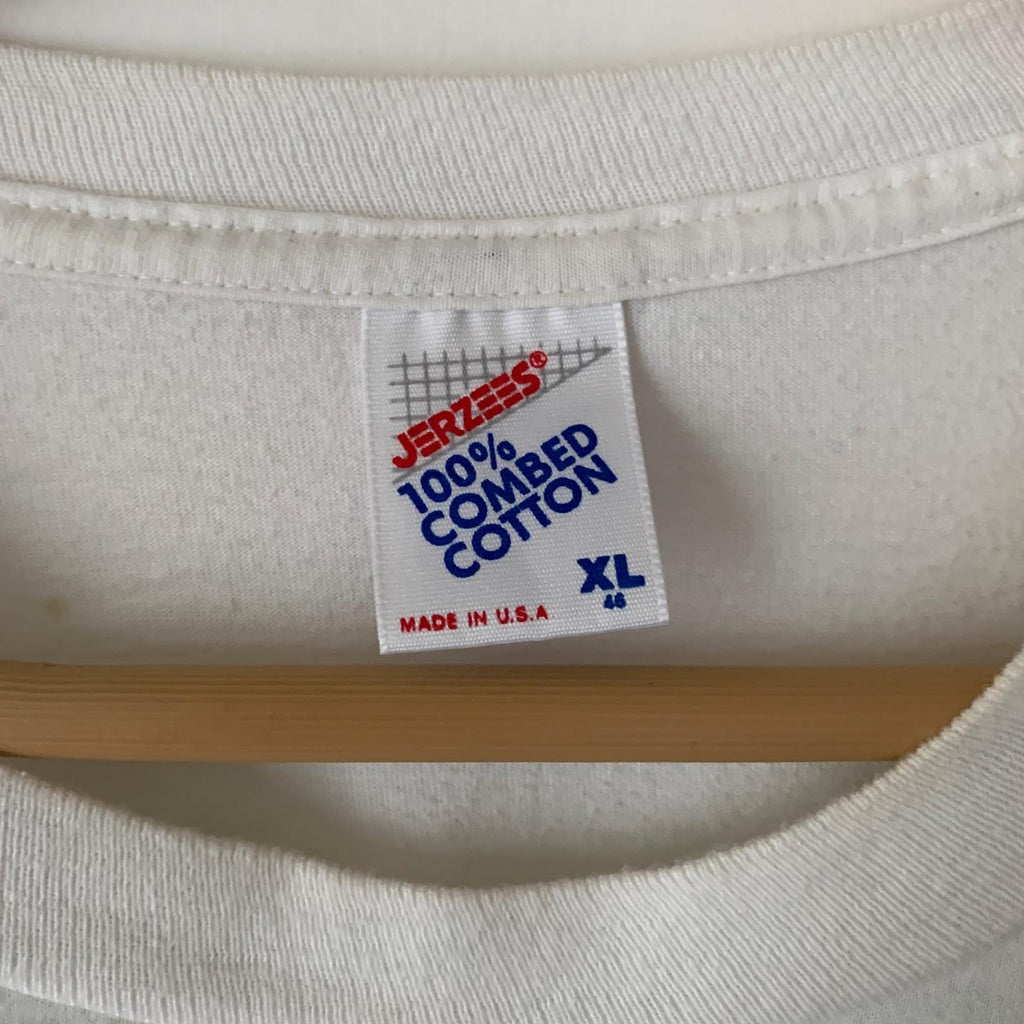 JERZEES®
100%
COMBED
COTTON
XL
46
MADE IN U.S.A